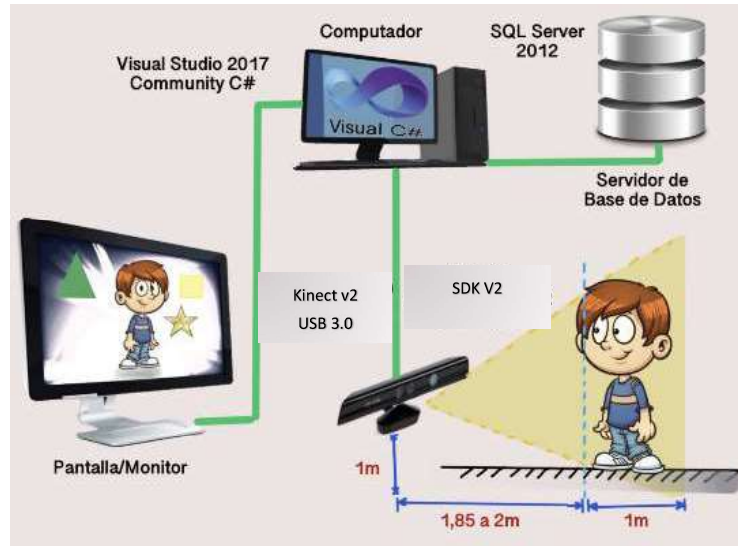 Computador
SQL Server
2012
Visual Studio 2017
Community C#
Visual C#
Servidor de
Base de Datos
Kinect v2
USB 3.0
SDK V2
Pantalla/Monitor
1m
1,85 a 2m
1m